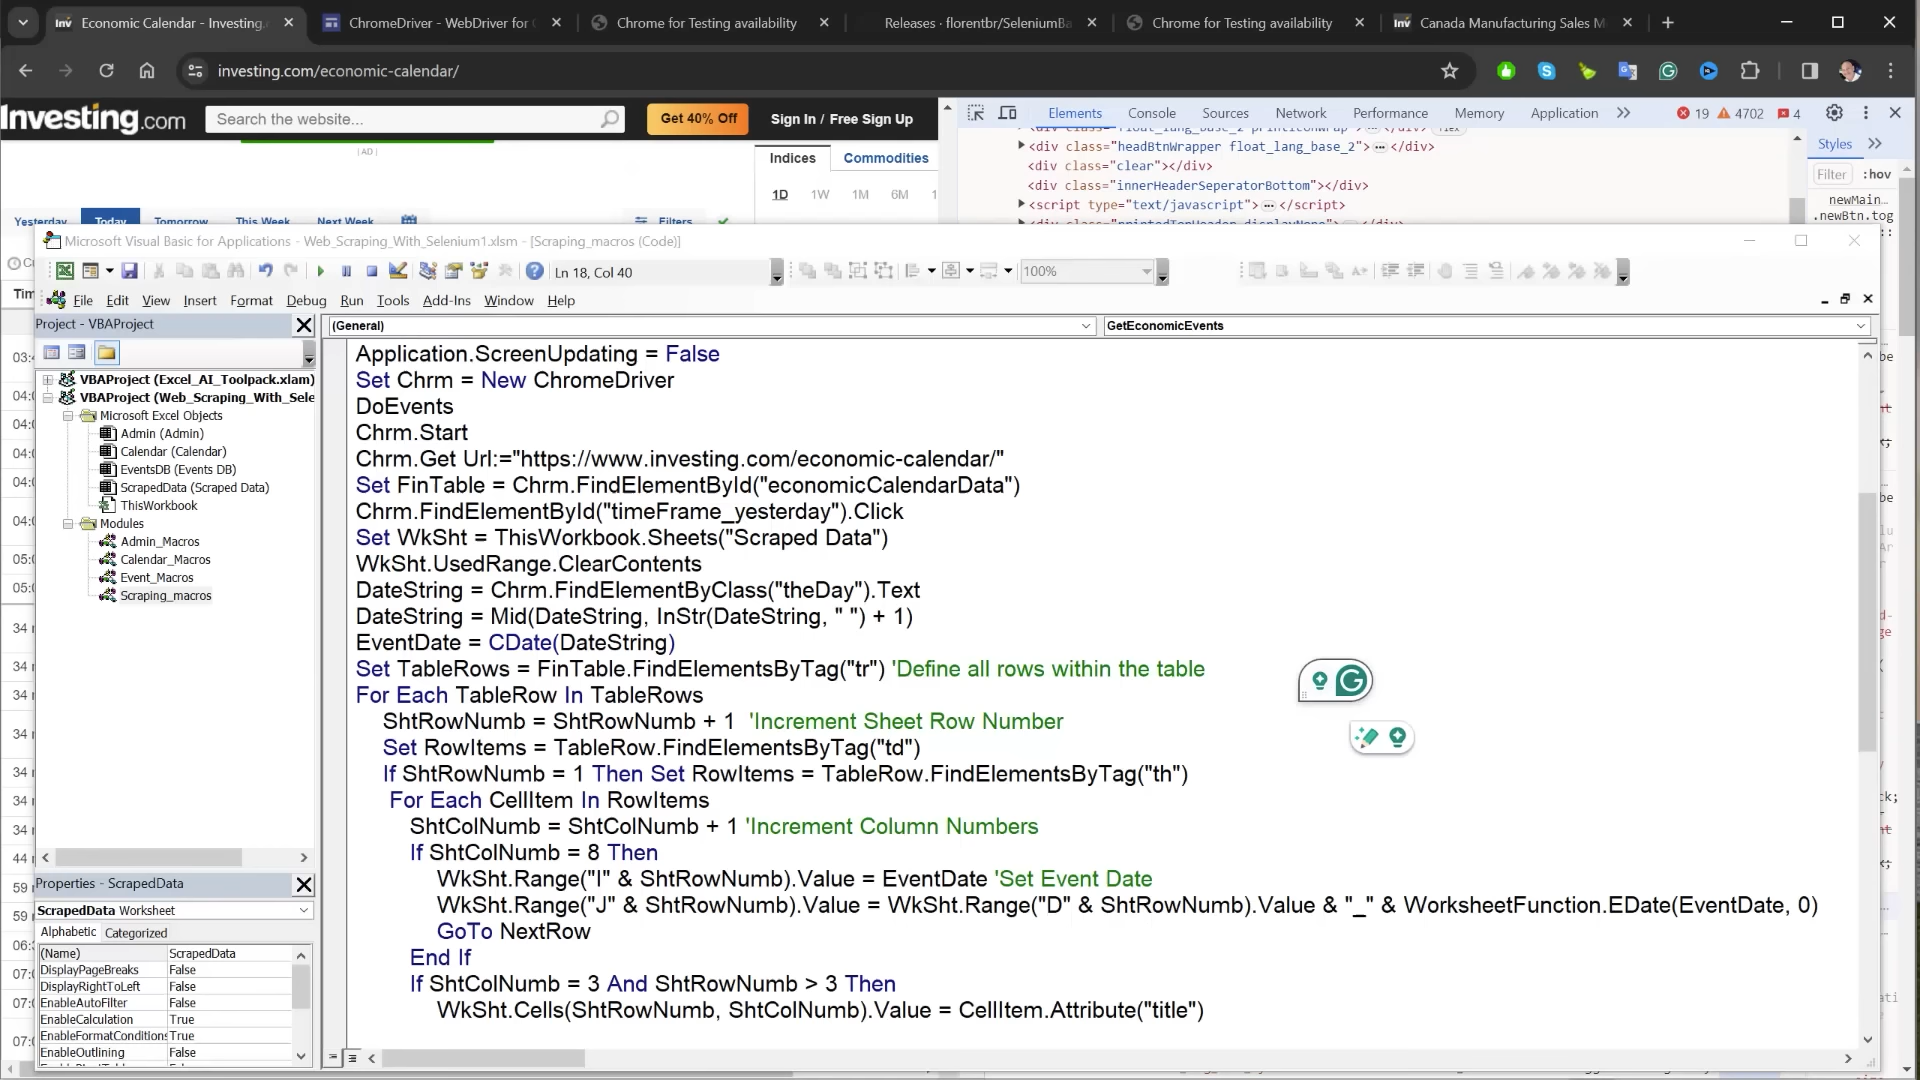 Economic Calendar - Investing.
ChromeDriver - WebDriver for C
Chrome for Testing availability
Releases · florentbr/SeleniumBa
Chrome for Testing availability
Canada Manufacturing Sales M
investing.com/economic-calendar/
Investing.com
Search the website...
Get 40% Off
Sign In / Free Sign Up
Elements
Console
Sources
Network
Performance
Memory
Application
19
4702
4
| AD |
Indices
Commodities
1D
1W
1M
6M
1
<div class="headBtnWrapper float_lang_base_2">…</div>
<div class="clear"></div>
<div class="innerHeaderSeperatorBottom"></div>
<script type="text/javascript">…</script>
Styles
Filter
:hov
newMain…
.newBtn.tog
Yesterday
Today
Tomorrow
This Week
Next Week
Filters
Microsoft Visual Basic for Applications - Web_Scraping_With_Selenium1.xlsm - [Scraping_macros (Code)]
Ln 18, Col 40
100%
File
Edit
View
Insert
Format
Debug
Run
Tools
Add-Ins
Window
Help
Project - VBAProject
(General)
GetEconomicEvents
VBAProject (Excel_AI_Toolpack.xlam)
VBAProject (Web_Scraping_With_Sele
Microsoft Excel Objects
Admin (Admin)
Calendar (Calendar)
EventsDB (Events DB)
ScrapedData (Scraped Data)
ThisWorkbook
Modules
Admin_Macros
Calendar_Macros
Event_Macros
Scraping_macros
Application.ScreenUpdating = False
Set Chrm = New ChromeDriver
DoEvents
Chrm.Start
Chrm.Get Url:="https://www.investing.com/economic-calendar/"
Set FinTable = Chrm.FindElementById("economicCalendarData")
Chrm.FindElementById("timeFrame_yesterday").Click
Set WkSht = ThisWorkbook.Sheets("Scraped Data")
WkSht.UsedRange.ClearContents
DateString = Chrm.FindElementByClass("theDay").Text
DateString = Mid(DateString, InStr(DateString, " ") + 1)
EventDate = CDate(DateString)
Set TableRows = FinTable.FindElementsByTag("tr") 'Define all rows within the table
For Each TableRow In TableRows
ShtRowNumb = ShtRowNumb + 1 'Increment Sheet Row Number
Set RowItems = TableRow.FindElementsByTag("td")
If ShtRowNumb = 1 Then Set RowItems = TableRow.FindElementsByTag("th")
For Each CellItem In RowItems
ShtColNumb = ShtColNumb + 1 'Increment Column Numbers
If ShtColNumb = 8 Then
WkSht.Range("I" & ShtRowNumb).Value = EventDate 'Set Event Date
WkSht.Range("J" & ShtRowNumb).Value = WkSht.Range("D" & ShtRowNumb).Value & "_" & WorksheetFunction.EDate(EventDate, 0)
GoTo NextRow
End If
If ShtColNumb = 3 And ShtRowNumb > 3 Then
WkSht.Cells(ShtRowNumb, ShtColNumb).Value = CellItem.Attribute("title")
Properties - ScrapedData
ScrapedData Worksheet
Alphabetic
Categorized
(Name) ScrapedData
DisplayPageBreaks False
DisplayRightToLeft False
EnableAutoFilter False
EnableCalculation True
EnableFormatConditions True
EnableOutlining False